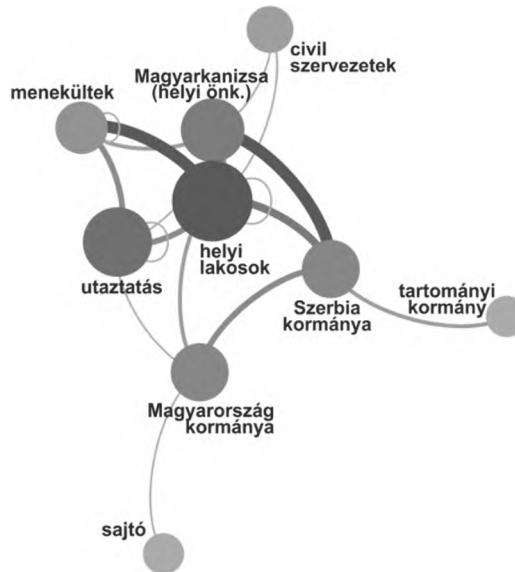 civil
szervezetek
Magyarkanizsa
(helyi önk.)
menekültek
helyi
lakosok
utaztatás
Szerbia
kormánya
tartományi
kormány
Magyarország
kormánya
sajtó